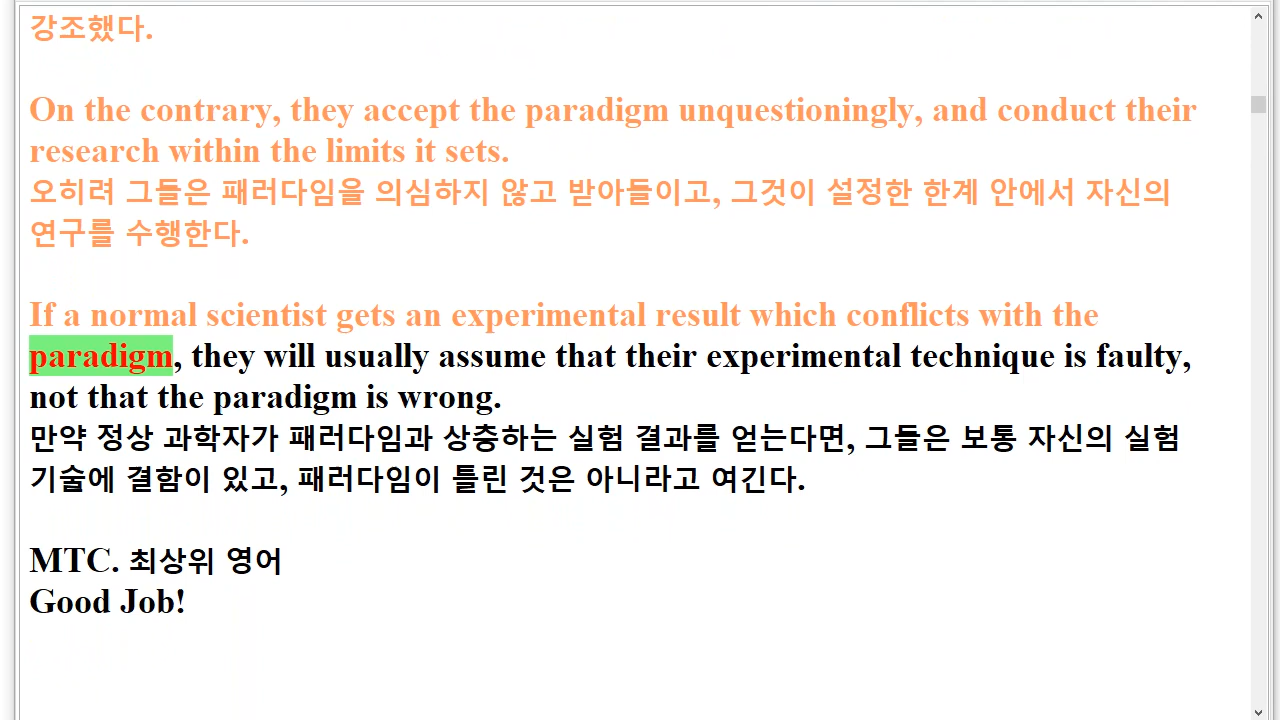 강조했다.
On the contrary, they accept the paradigm unquestioningly, and conduct their
research within the limits it sets.
오히려 그들은 패러다임을 의심하지 않고 받아들이고, 그것이 설정한 한계 안에서 자신의
연구를 수행한다.
If a normal scientist gets an experimental result which conflicts with the
paradigm, they will usually assume that their experimental technique is faulty,
not that the paradigm is wrong.
만약 정상 과학자가 패러다임과 상충하는 실험 결과를 얻는다면, 그들은 보통 자신의 실험
기술에 결함이 있고, 패러다임이 틀린 것은 아니라고 여긴다.
MTC. 최상위 영어
Good Job!